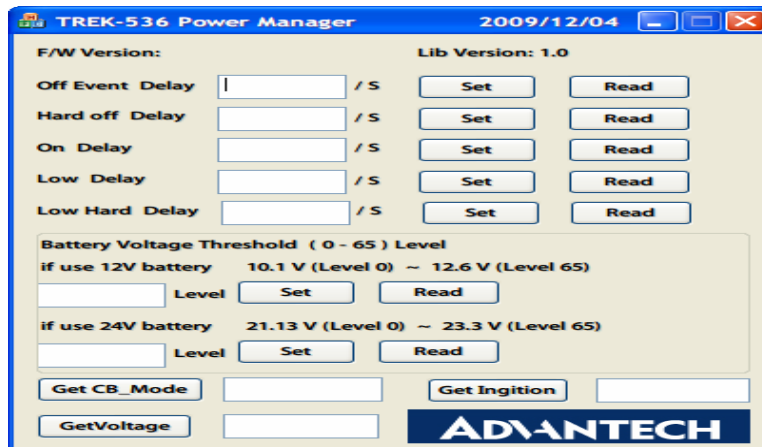 TREK-536 Power Manager 2009/12/04
F/W Version: Lib Version: 1.0
Off Event Delay / S Set Read
Hard off Delay / S Set Read
On Delay / S Set Read
Low Delay / S Set Read
Low Hard Delay / S Set Read
Battery Voltage Threshold ( 0 - 65 ) Level
if use 12V battery 10.1 V (Level 0) ~ 12.6 V (Level 65)
Level Set Read
if use 24V battery 21.13 V (Level 0) ~ 23.3 V (Level 65)
Level Set Read
Get CB_Mode Get Ingition
GetVoltage ADVANTECH